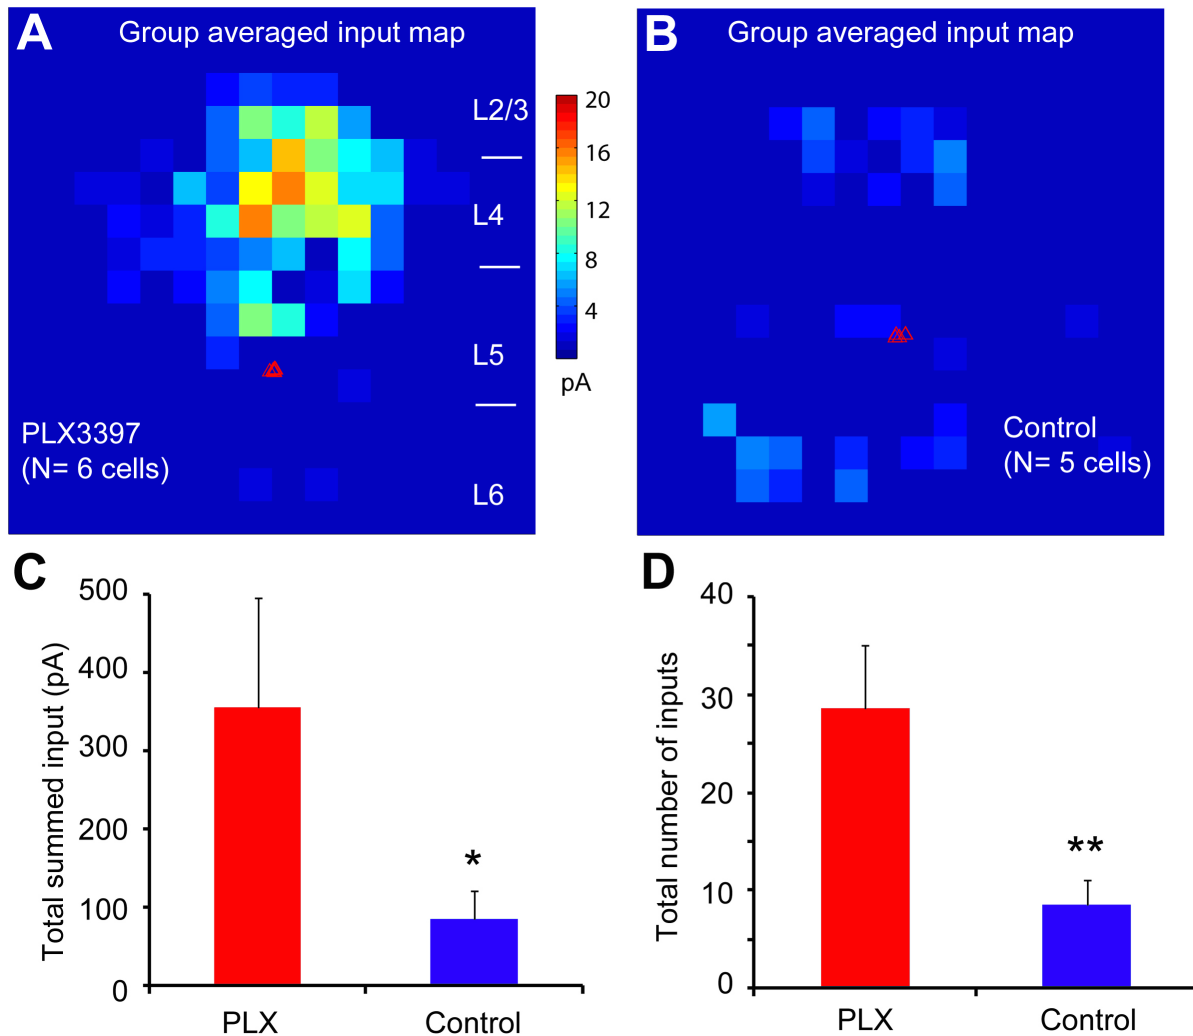 A
Group averaged input map
L2/3
L4
L5
L6
PLX3397
(N= 6 cells)
20
16
12
8
4
pA
B
Group averaged input map
Control
(N= 5 cells)
C
Total summed input (pA)
500
400
300
200
100
0
*
PLX
Control
D
Total number of inputs
40
30
20
10
0
**
PLX
Control